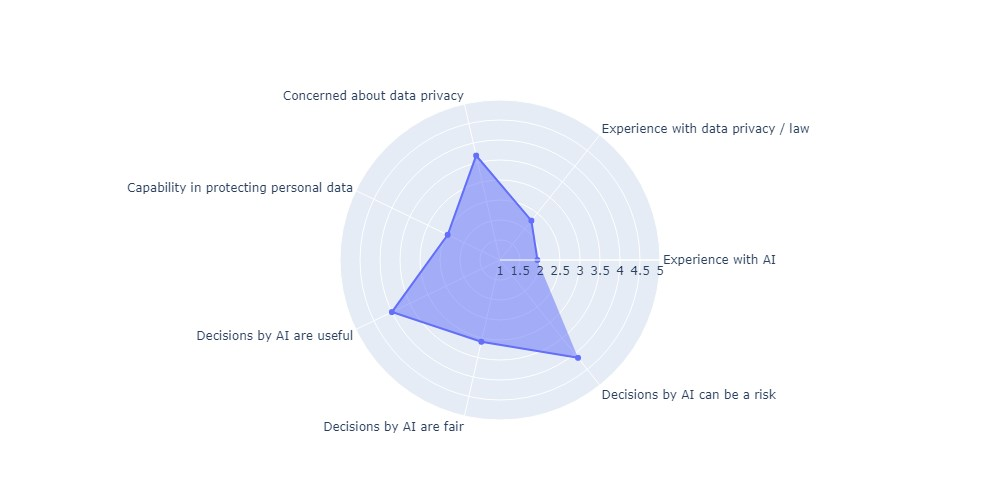 Concerned about data privacy
Experience with data privacy / law
Capability in protecting personal data
Experience with AI
1 1.5 2 2.5 3 3.5 4 4.5 5
Decisions by AI are useful
Decisions by AI can be a risk
Decisions by AI are fair